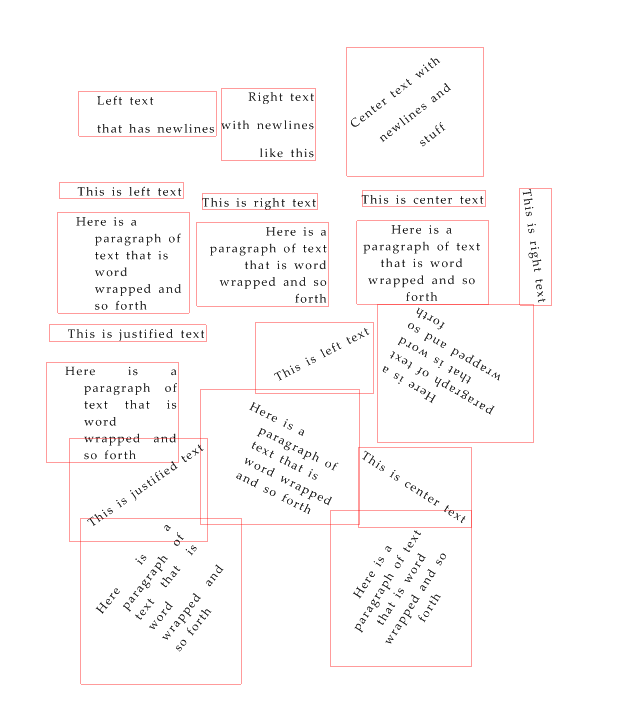 Left text
that has newlines
Right text
with newlines
like this
Center text with
newlines and
stuff
This is left text
This is right text
This is center text
This is right text
Here is a
paragraph of
text that is
word
wrapped and
so forth
Here is a
paragraph of text
that is word
wrapped and so
forth
Here is a
paragraph of text
that is word
wrapped and so
forth
This is justified text
This is left text
Here is a
paragraph of text
that is word
wrapped and so
forth
Here is a
paragraph of
text that is
word
wrapped and
so forth
Here is a
paragraph of
text that is
word wrapped
and so forth
This is justified text
This is center text
Here is a
paragraph of
text that is
word
wrapped and
so forth
Here is a
paragraph of text
that is word
wrapped and so
forth